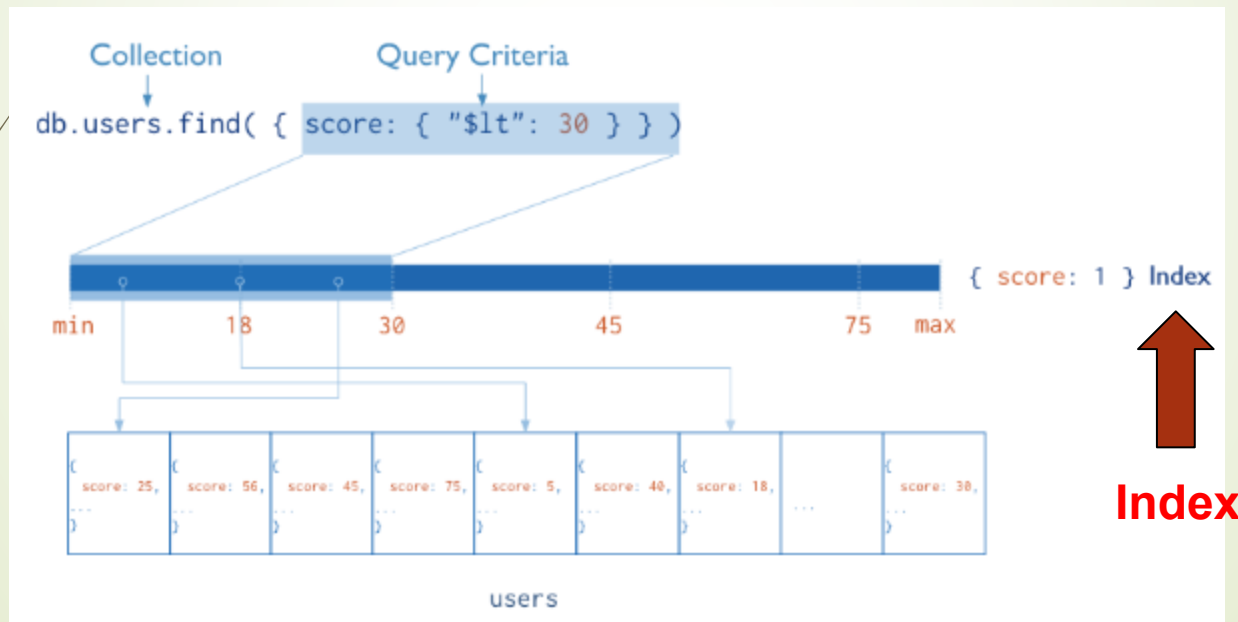 Collection Query Criteria
db.users.find( { score: { "$lt": 30 } } )
{ score: 1 } Index
min 18 30 45 75 max
{ { { { { { { {
score: 25, score: 56, score: 45, score: 75, score: 5, score: 40, score: 18, score: 30,
... ... ... ... ... ... ... ... ...
} } } } } } } }
Index
users